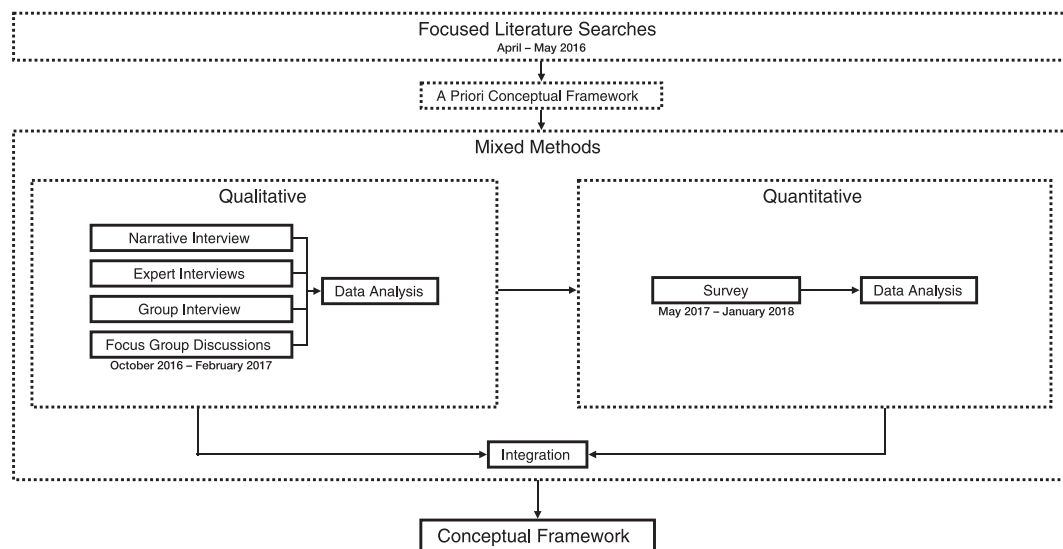 Focused Literature Searches
April – May 2016
A Priori Conceptual Framework
Mixed Methods
Qualitative
Narrative Interview
Expert Interviews
Group Interview
Focus Group Discussions
October 2016 – February 2017
Data Analysis
Quantitative
Survey
May 2017 – January 2018
Data Analysis
Integration
Conceptual Framework